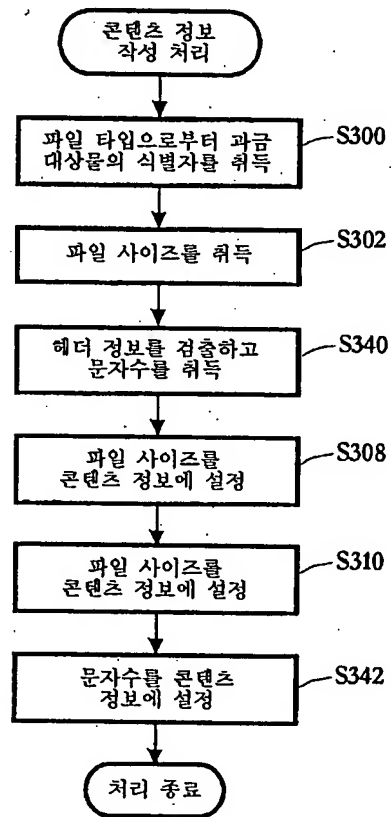 콘텐츠 정보
작성 처리
파일 타입으로부터 과금
대상물의 식별자를 취득
S300
파일 사이즈를 취득
S302
헤더 정보를 검출하고
문자수를 취득
S340
파일 사이즈를
콘텐츠 정보에 설정
S308
파일 사이즈를
콘텐츠 정보에 설정
S310
문자수를 콘텐츠
정보에 설정
S342
처리 종료